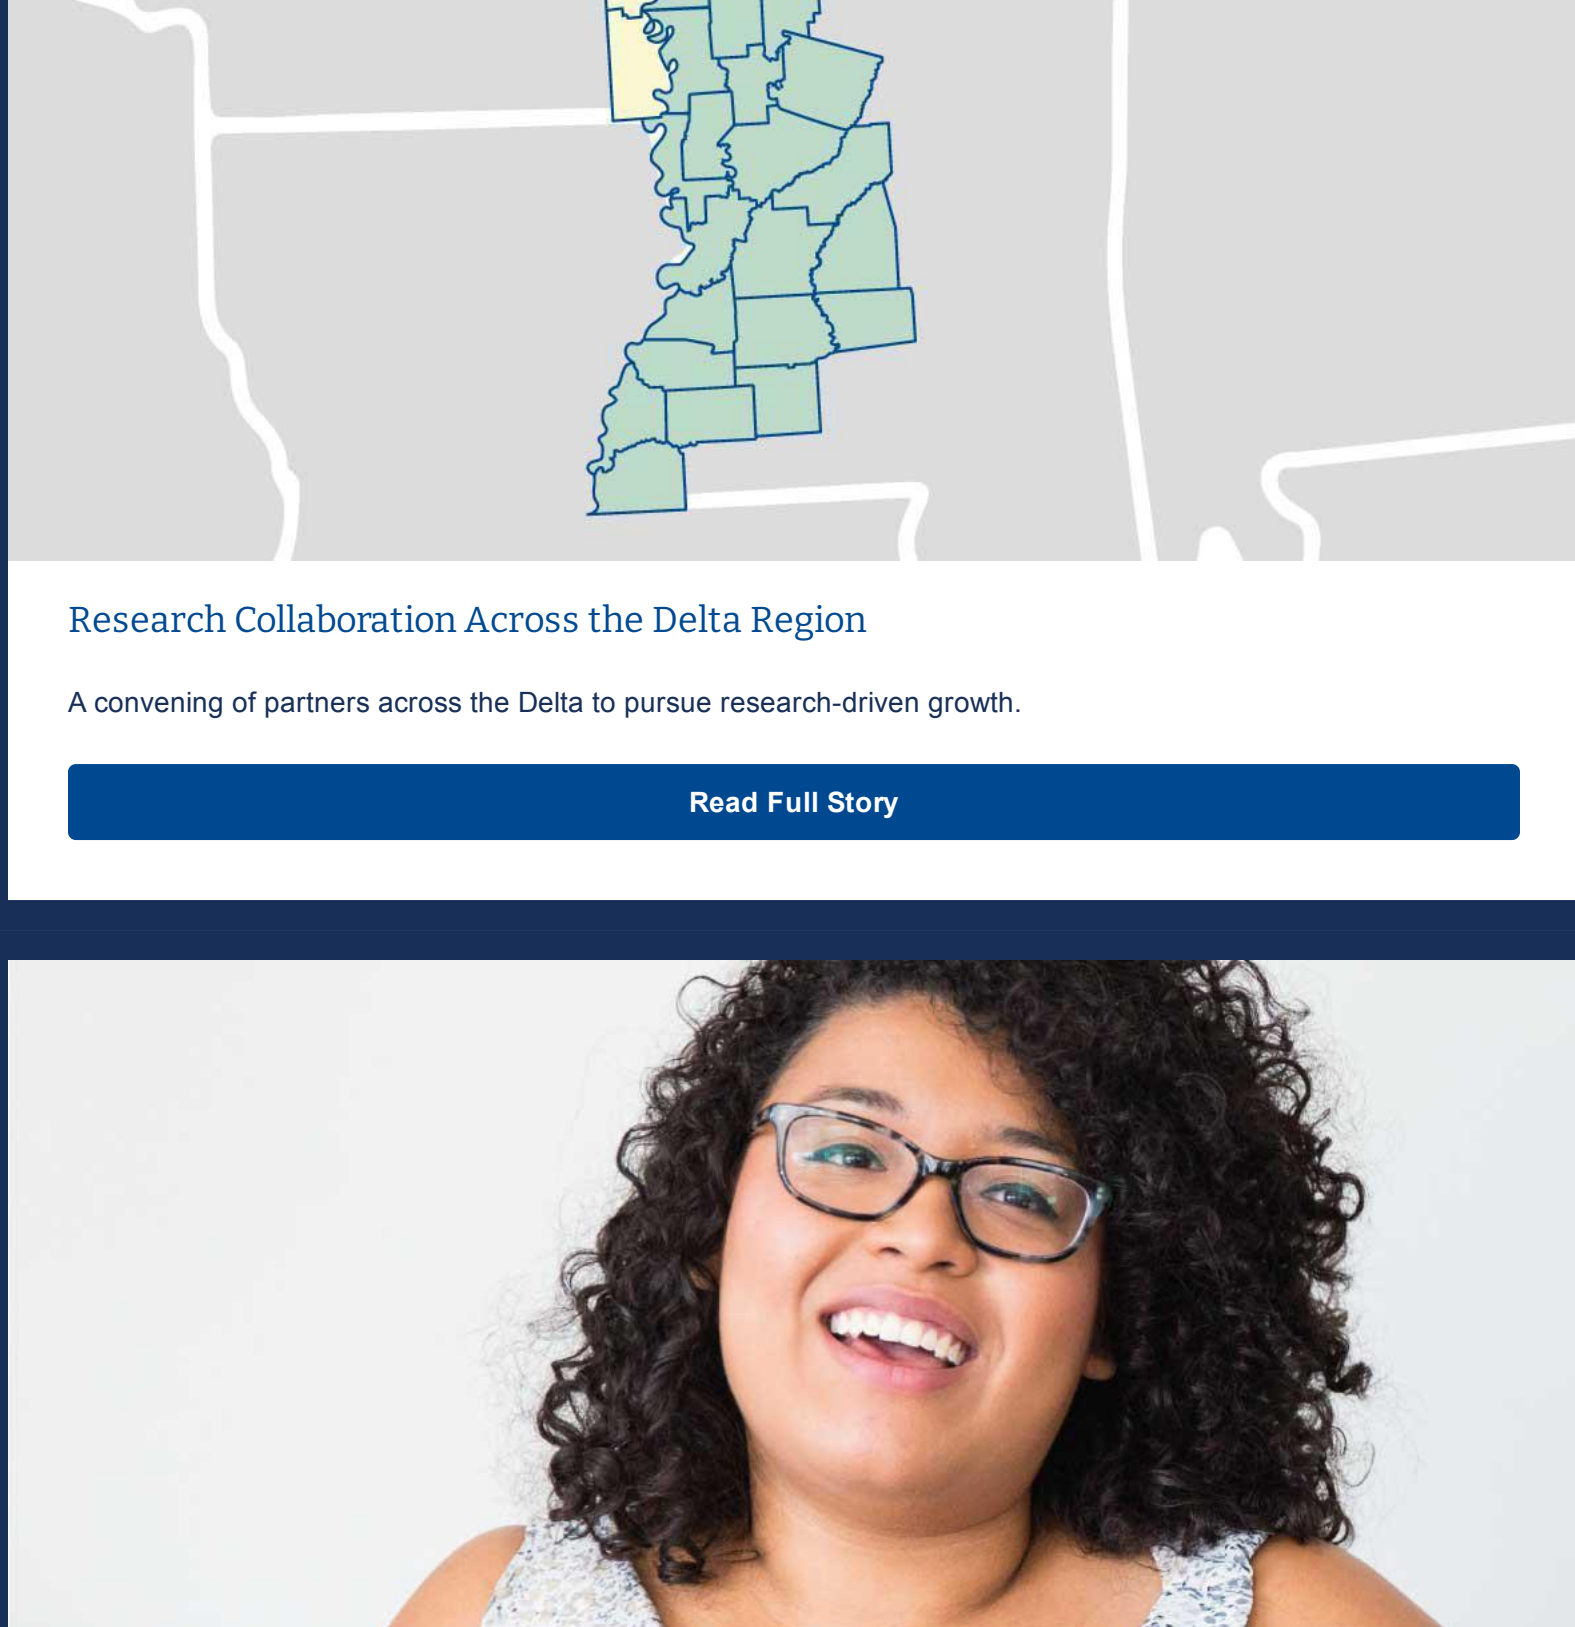 Research Collaboration Across the Delta Region
A convening of partners across the Delta to pursue research-driven growth.
Read Full Story